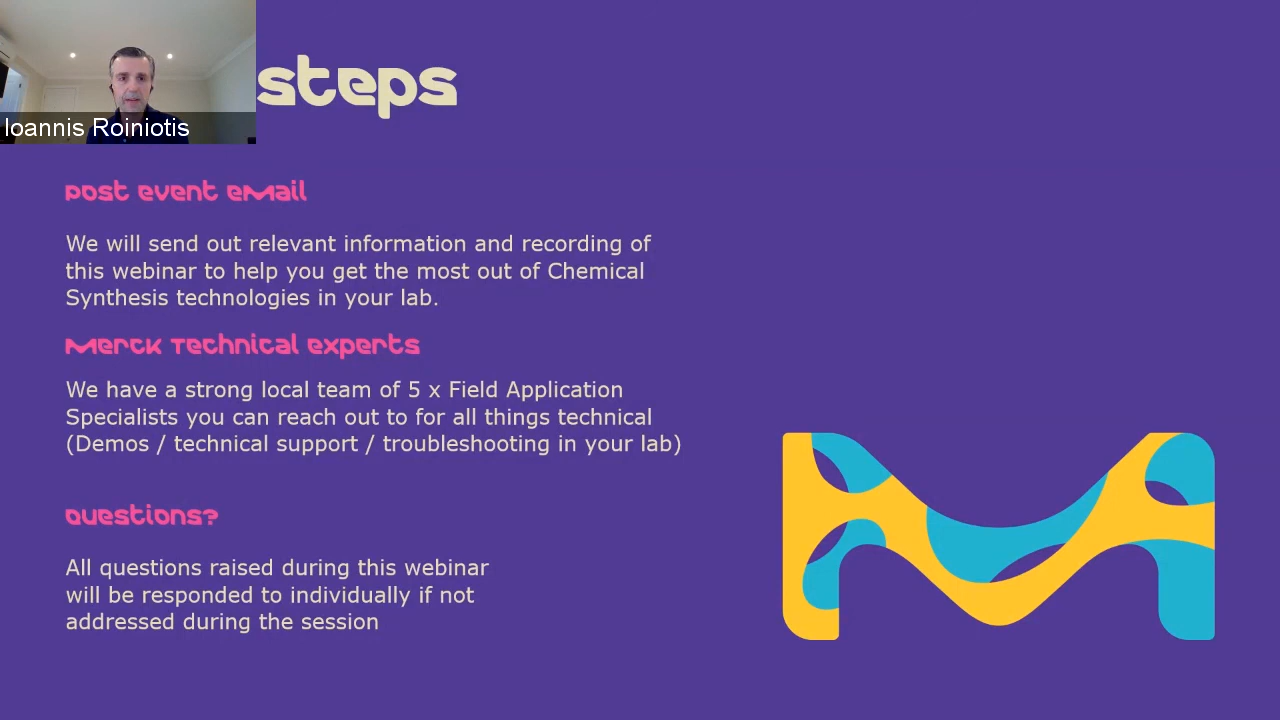 steps
Ioannis Roiniotis
Post event email
We will send out relevant information and recording of
this webinar to help you get the most out of Chemical
Synthesis technologies in your lab.
Merck Technical experts
We have a strong local team of 5 x Field Application
Specialists you can reach out to for all things technical
(Demos / technical support / troubleshooting in your lab)
Questions?
All questions raised during this webinar
will be responded to individually if not
addressed during the session